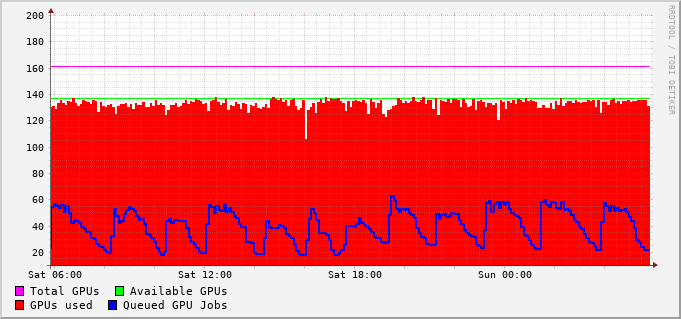 200
180
160
140
120
100
80
60
40
20
Sat 06:00 Sat 12:00 Sat 18:00 Sun 00:00
Total GPUs Available GPUs
GPUs used Queued GPU Jobs
RRDTOOL / TOBI OETIKER